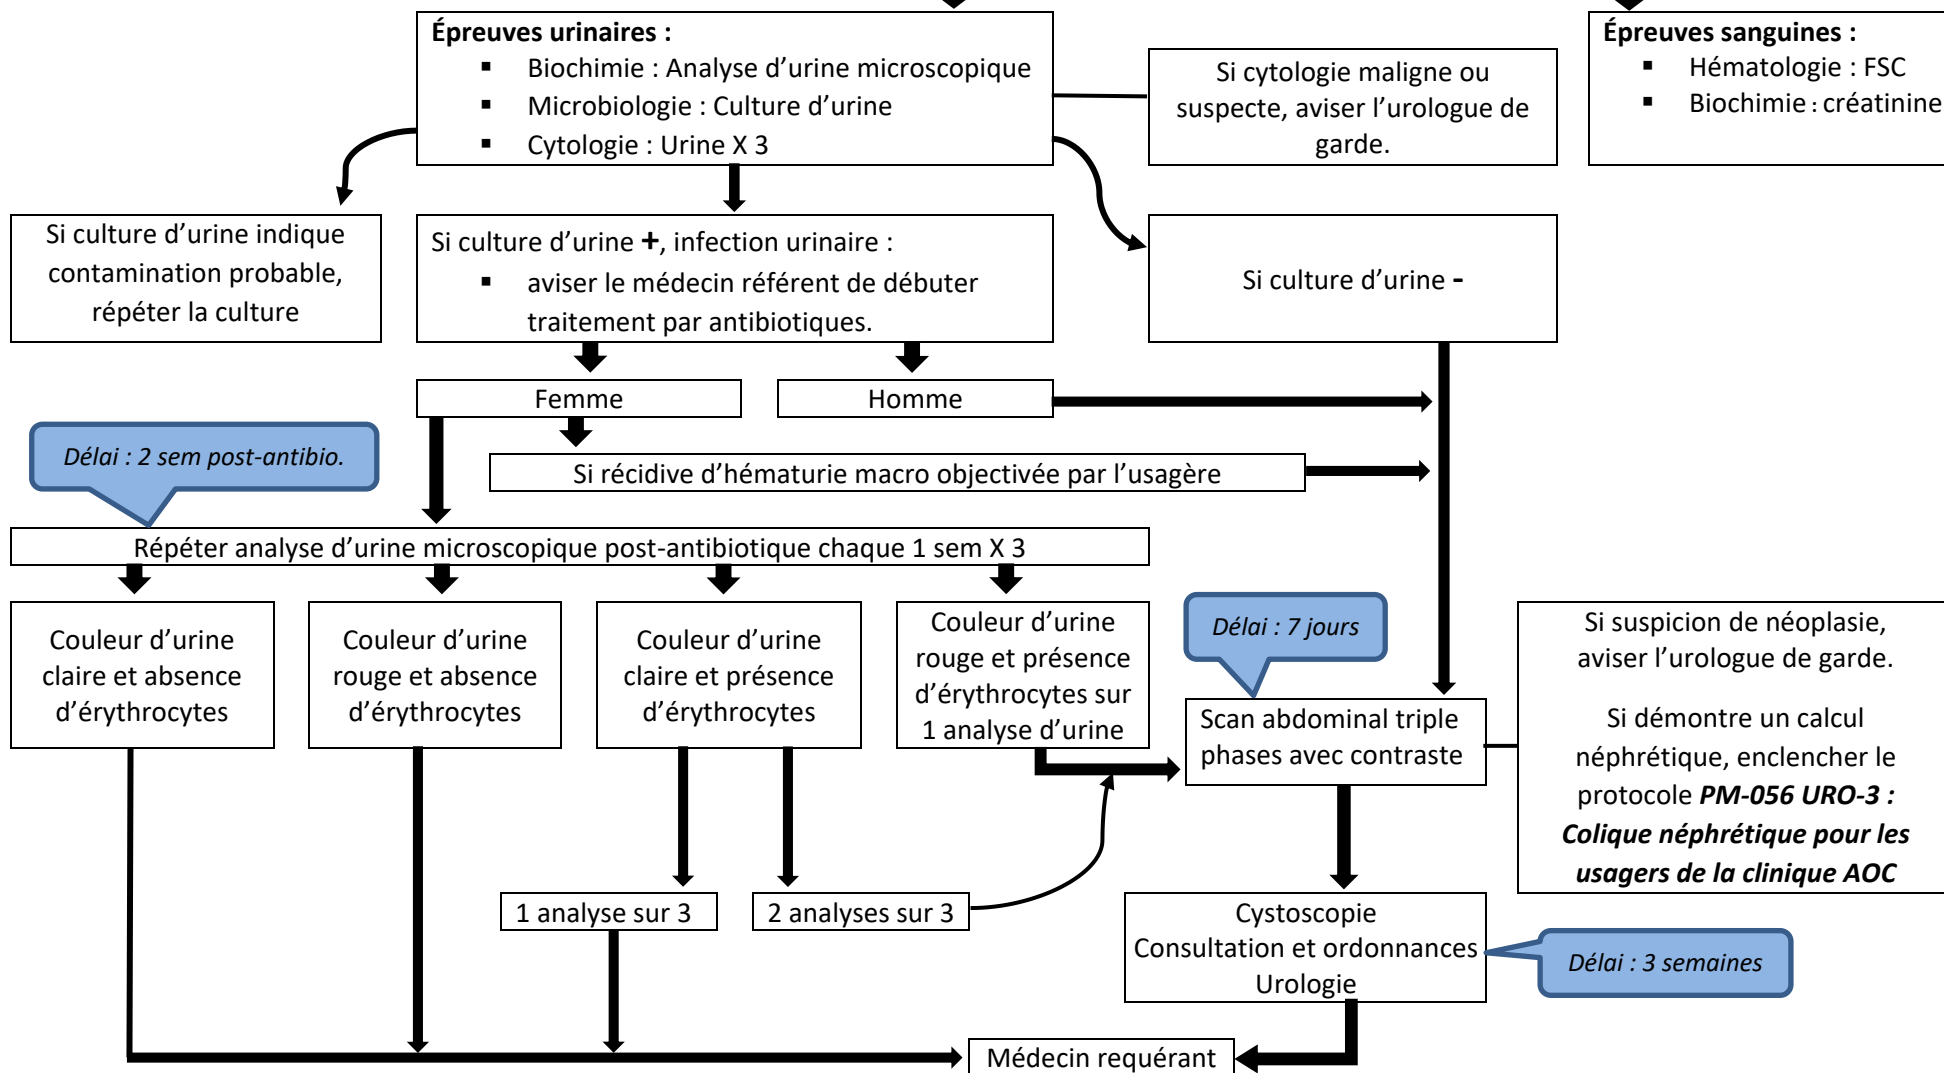 Épreuves urinaires :
▪ Biochimie : Analyse d’urine microscopique
▪ Microbiologie : Culture d’urine
▪ Cytologie : Urine X 3
Si cytologie maligne ou
suspecte, aviser l’urologue de
garde.
Épreuves sanguines :
▪ Hématologie : FSC
▪ Biochimie : créatinine
Si culture d’urine indique
contamination probable,
répéter la culture
Si culture d’urine +, infection urinaire :
▪ aviser le médecin référent de débuter
traitement par antibiotiques.
Si culture d’urine -
Femme
Homme
Délai : 2 sem post-antibio.
Si récidive d’hématurie macro objectivée par l’usagère
Répéter analyse d’urine microscopique post-antibiotique chaque 1 sem X 3
Couleur d’urine
claire et absence
d’érythrocytes
Couleur d’urine
rouge et absence
d’érythrocytes
Couleur d’urine
claire et présence
d’érythrocytes
Couleur d’urine
rouge et présence
d’érythrocytes sur
1 analyse d’urine
Délai : 7 jours
Scan abdominal triple
phases avec contraste
Si suspicion de néoplasie,
aviser l’urologue de garde.
Si démontre un calcul
néphrétique, enclencher le
protocole PM-056 URO-3 :
Colique néphrétique pour les
usagers de la clinique AOC
1 analyse sur 3
2 analyses sur 3
Cystoscopie
Consultation et ordonnances
Urologie
Délai : 3 semaines
Médecin requérant